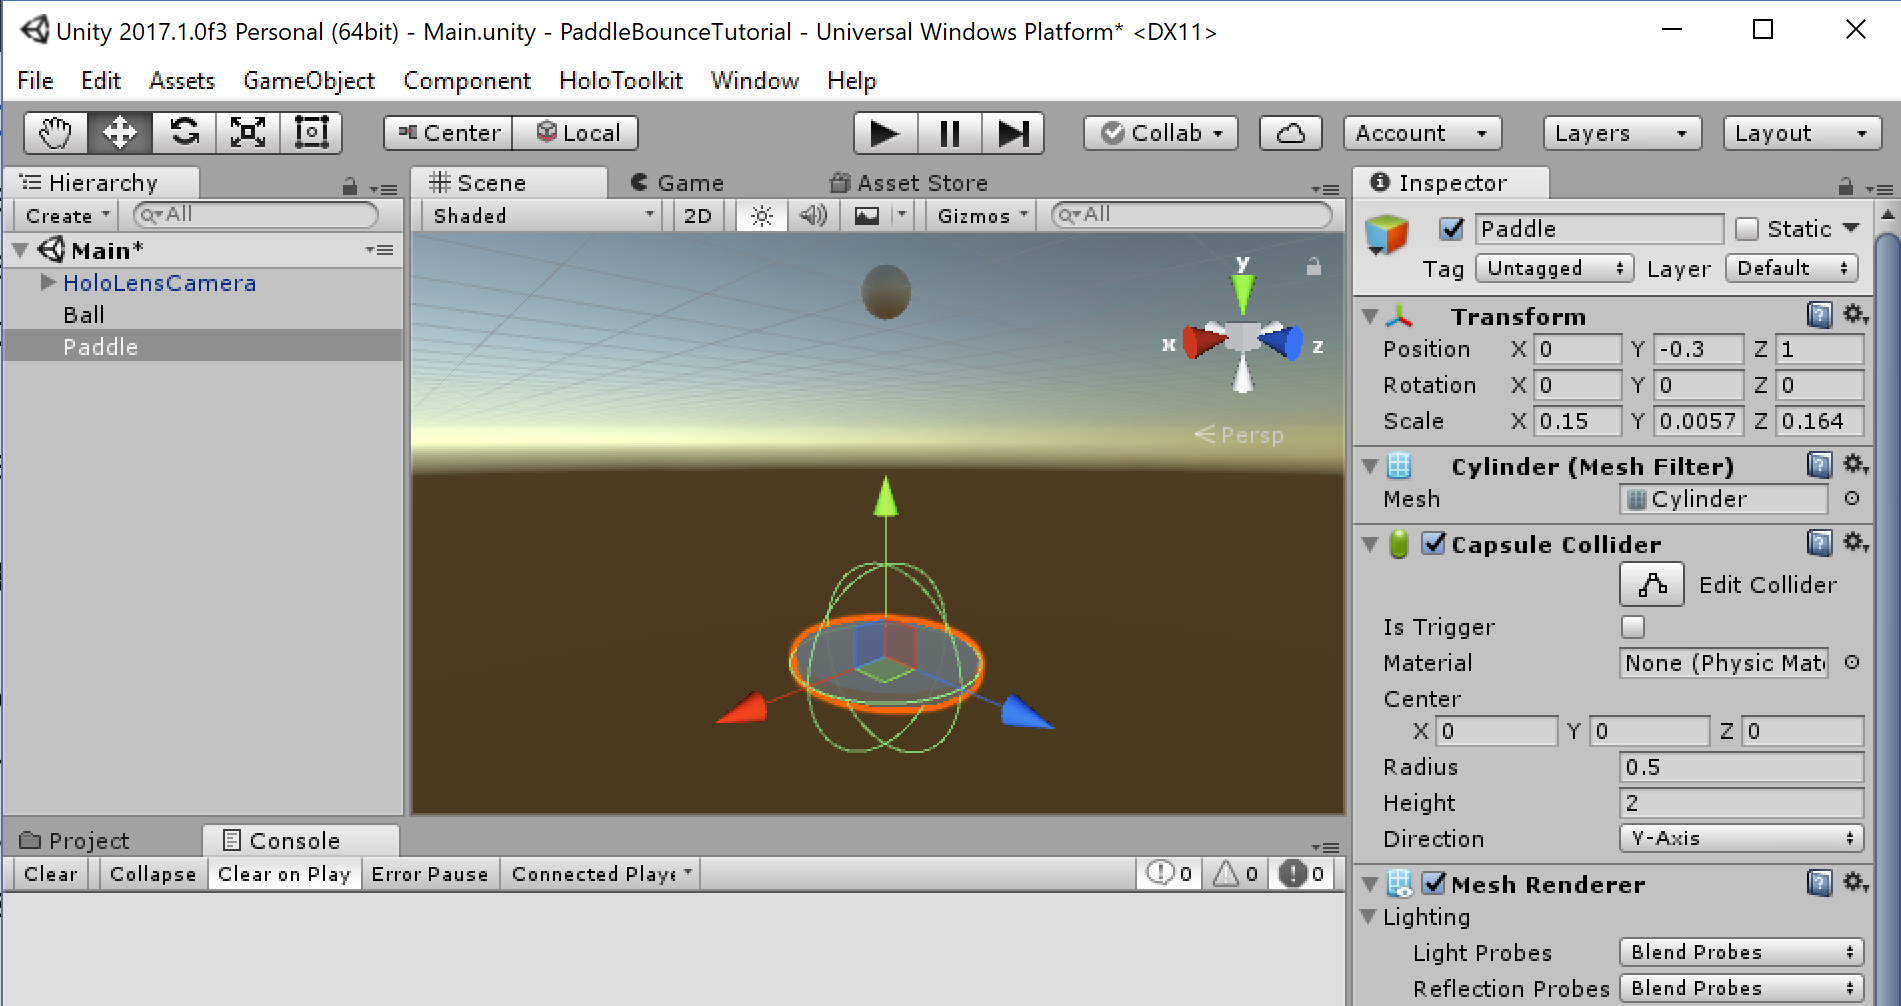 Unity 2017.1.0f3 Personal (64bit) - Main.unity - PaddleBounceTutorial - Universal Windows Platform* <DX11>
File Edit Assets GameObject Component HoloToolkit Window Help
Center Local Collab Account Layers Layout
Hierarchy
Create All
Main*
HoloLensCamera
Ball
Paddle
Scene Game Asset Store
Shaded 2D Gizmos All
y
x z
Persp
Project Console
Clear Collapse Clear on Play Error Pause Connected Playe 0 0 0
Inspector
Paddle Static
Tag Untagged Layer Default
Transform
Position X 0 Y -0.3 Z 1
Rotation X 0 Y 0 Z 0
Scale X 0.15 Y 0.0057 Z 0.164
Cylinder (Mesh Filter)
Mesh Cylinder
Capsule Collider
Edit Collider
Is Trigger
Material None (Physic Mate
Center
X 0 Y 0 Z 0
Radius 0.5
Height 2
Direction Y-Axis
Mesh Renderer
Lighting
Light Probes Blend Probes
Reflection Probes Blend Probes